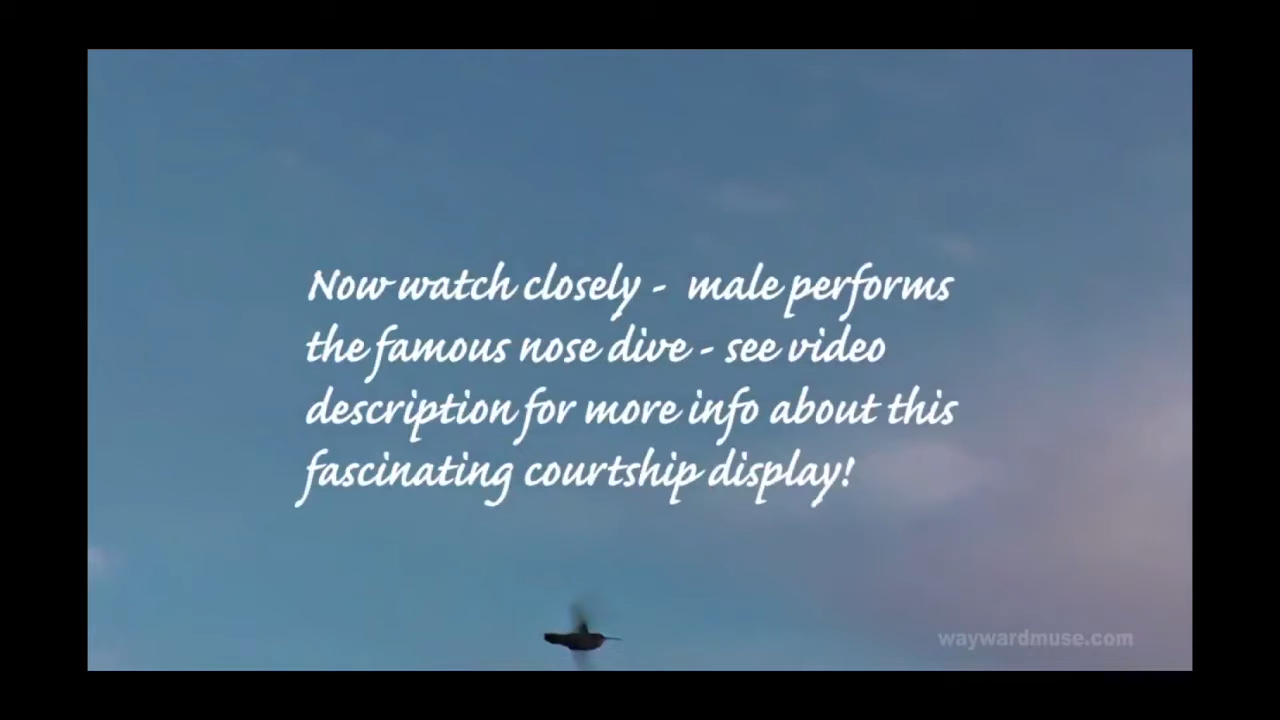 Now watch closely - male performs
the famous nose dive - see video
description for more info about this
fascinating courtship display!
waywardmuse.com